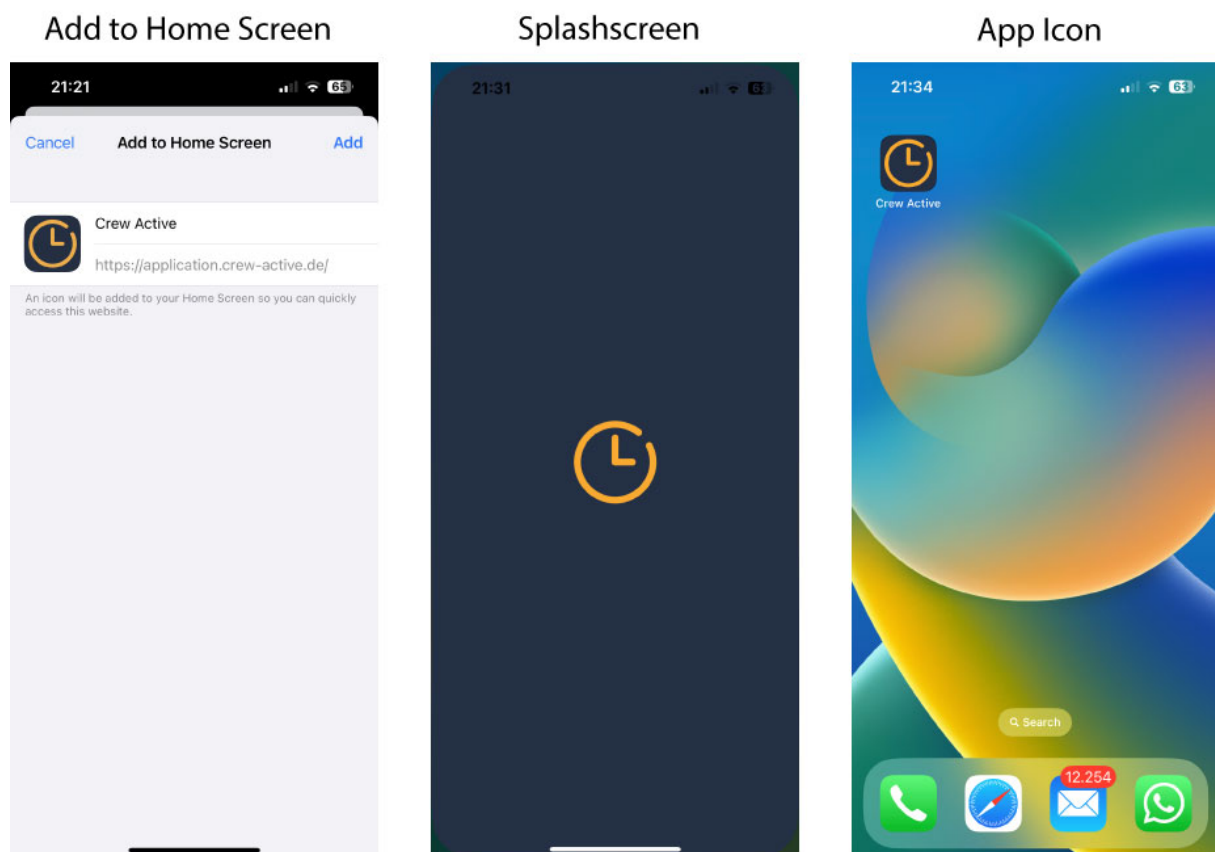 Add to Home Screen
21:21
65
Cancel
Add to Home Screen
Add
Crew Active
https://application.crew-active.de/
An icon will be added to your Home Screen so you can quickly
access this website.
Splashscreen
21:31
63
App Icon
21:34
63
Crew Active
Search
12.254